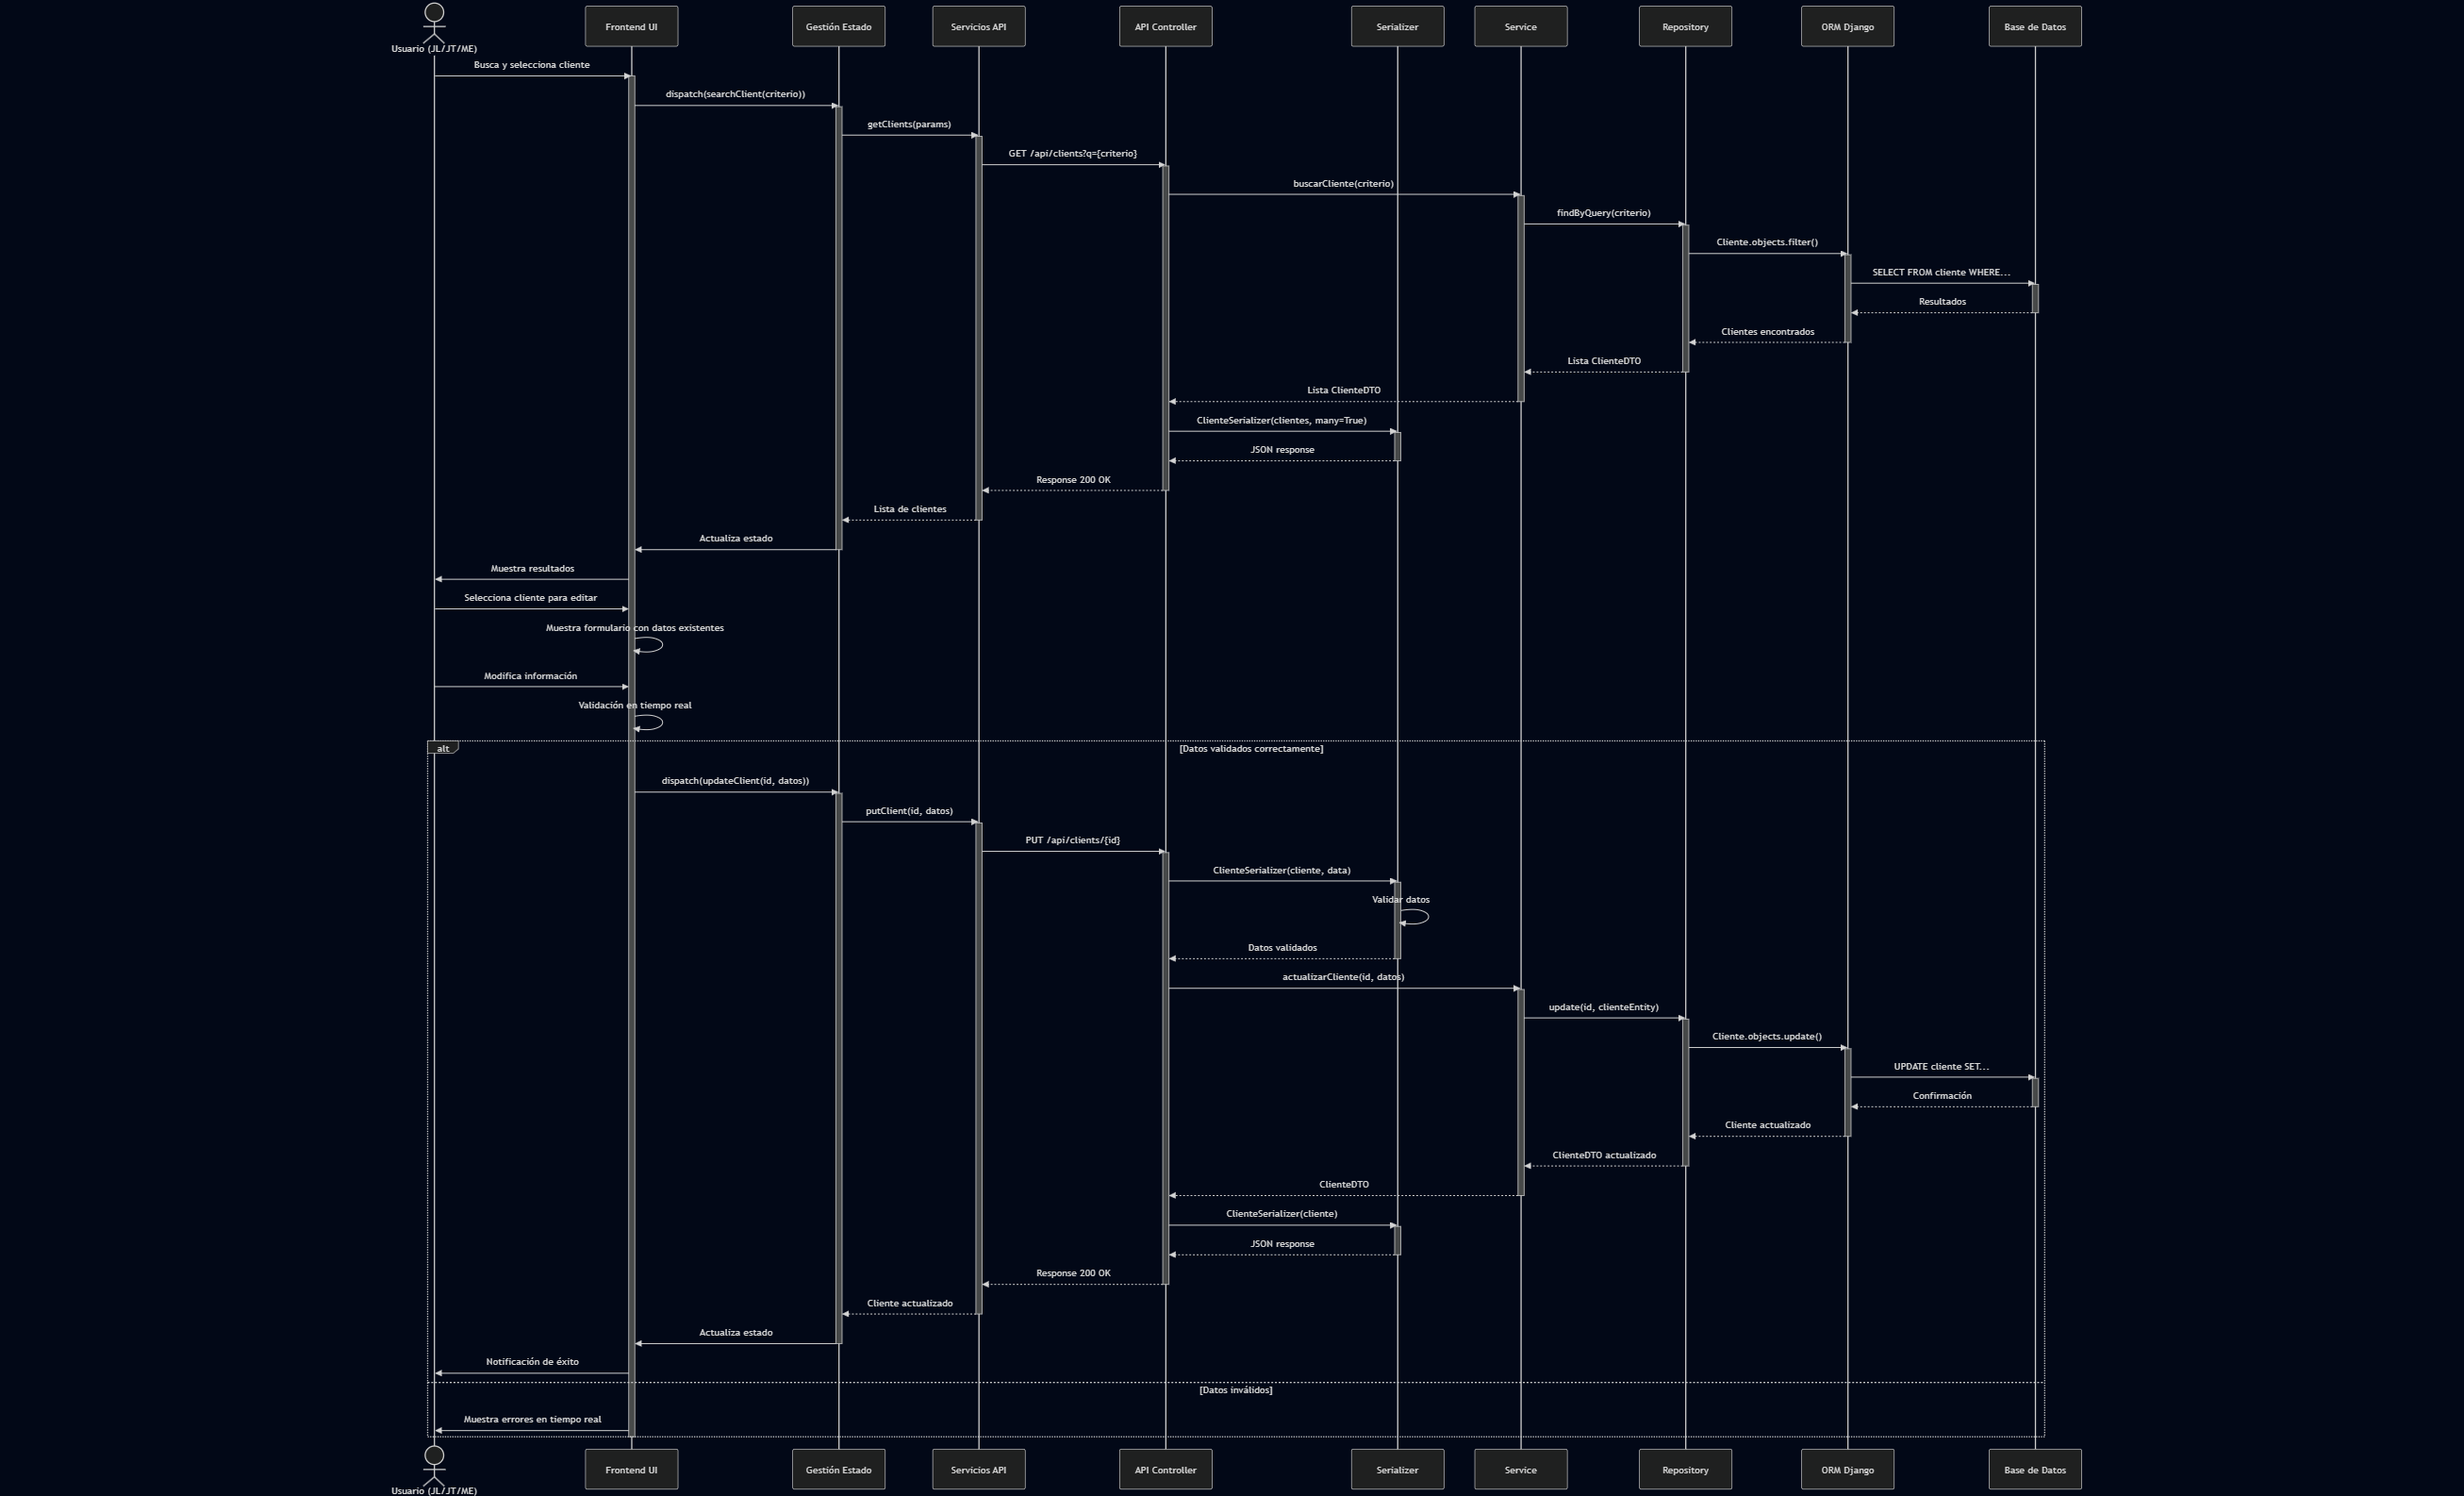 Usuario (JL/JT/ME)
Frontend UI
Gestión Estado
Servicios API
API Controller
Serializer
Service
Repository
ORM Django
Base de Datos
Busca y selecciona cliente
dispatch(searchClient(criterio))
getClients(params)
GET /api/clients?q={criterio}
buscarCliente(criterio)
findByQuery(criterio)
Cliente.objects.filter()
SELECT FROM cliente WHERE...
Resultados
Clientes encontrados
Lista ClienteDTO
Lista ClienteDTO
ClienteSerializer(clientes, many=True)
JSON response
Response 200 OK
Lista de clientes
Actualiza estado
Muestra resultados
Selecciona cliente para editar
Muestra formulario con datos existentes
Modifica información
Validación en tiempo real
alt
[Datos validados correctamente]
dispatch(updateClient(id, datos))
putClient(id, datos)
PUT /api/clients/{id}
ClienteSerializer(cliente, data)
Validar datos
Datos validados
actualizarCliente(id, datos)
update(id, clienteEntity)
Cliente.objects.update()
UPDATE cliente SET...
Confirmación
Cliente actualizado
ClienteDTO actualizado
ClienteDTO
ClienteSerializer(cliente)
JSON response
Response 200 OK
Cliente actualizado
Actualiza estado
Notificación de éxito
[Datos inválidos]
Muestra errores en tiempo real
Usuario (JL/JT/ME)
Frontend UI
Gestión Estado
Servicios API
API Controller
Serializer
Service
Repository
ORM Django
Base de Datos